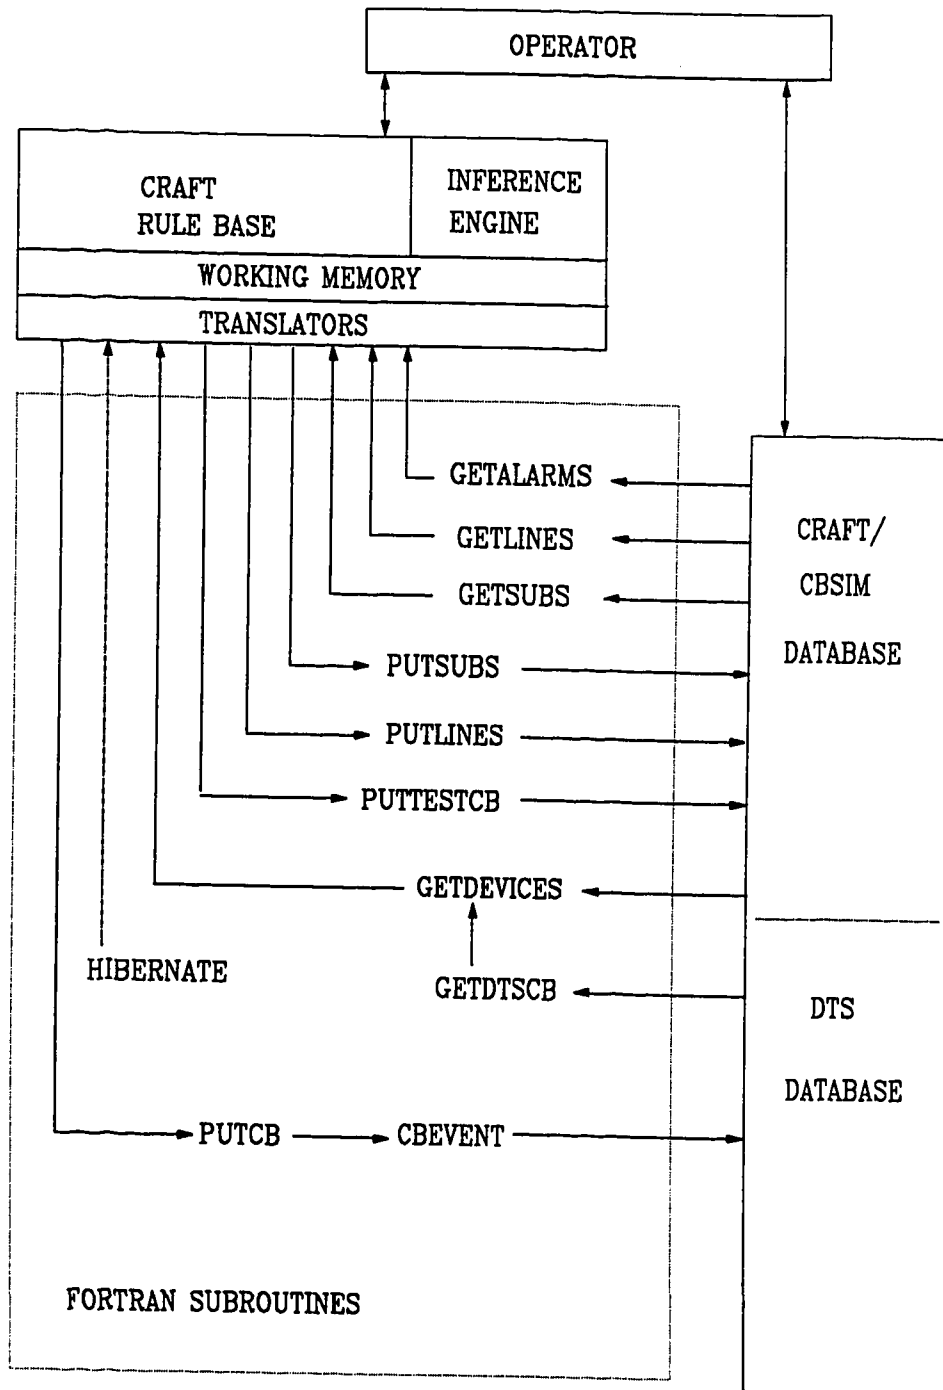 OPERATOR
CRAFT
RULE BASE
INFERENCE
ENGINE
WORKING MEMORY
TRANSLATORS
GETALARMS
GETLINES
GETSUBS
PUTSUBS
PUTLINES
PUTTESTCB
GETDEVICES
HIBERNATE
GETDTSCB
PUTCB
CBEVENT
FORTRAN SUBROUTINES
CRAFT/
CBSIM
DATABASE
DTS
DATABASE